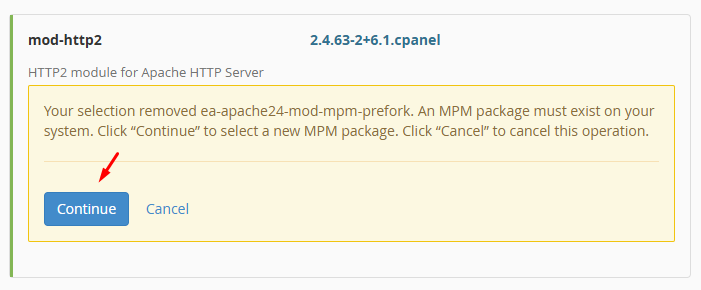 mod-http2 2.4.63-2+6.1.cpanel
HTTP2 module for Apache HTTP Server
Your selection removed ea-apache24-mod-mpm-prefork. An MPM package must exist on your
system. Click “Continue” to select a new MPM package. Click “Cancel” to cancel this operation.
Continue Cancel